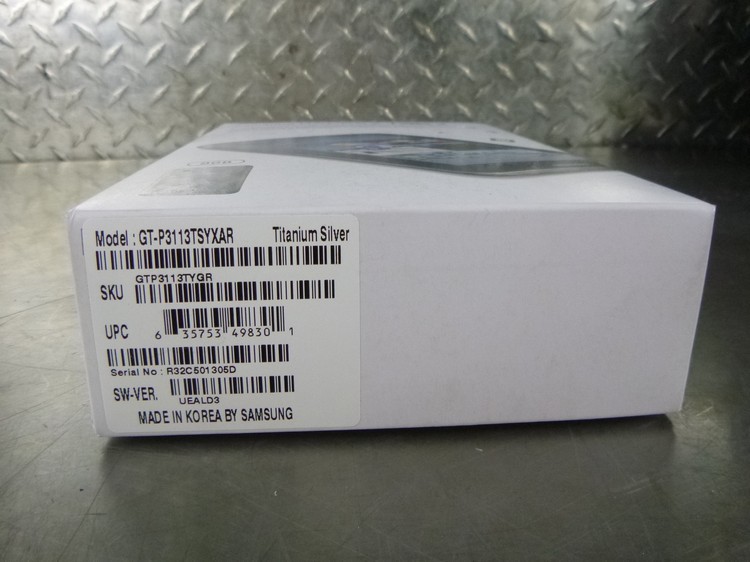 Model : GT-P3113TSYXAR Titanium Silver
GTP3113TYGR
SKU
UPC 6 35753 49830 1
Serial No : R32C501305D
SW-VER.
UEALD3
MADE IN KOREA BY SAMSUNG